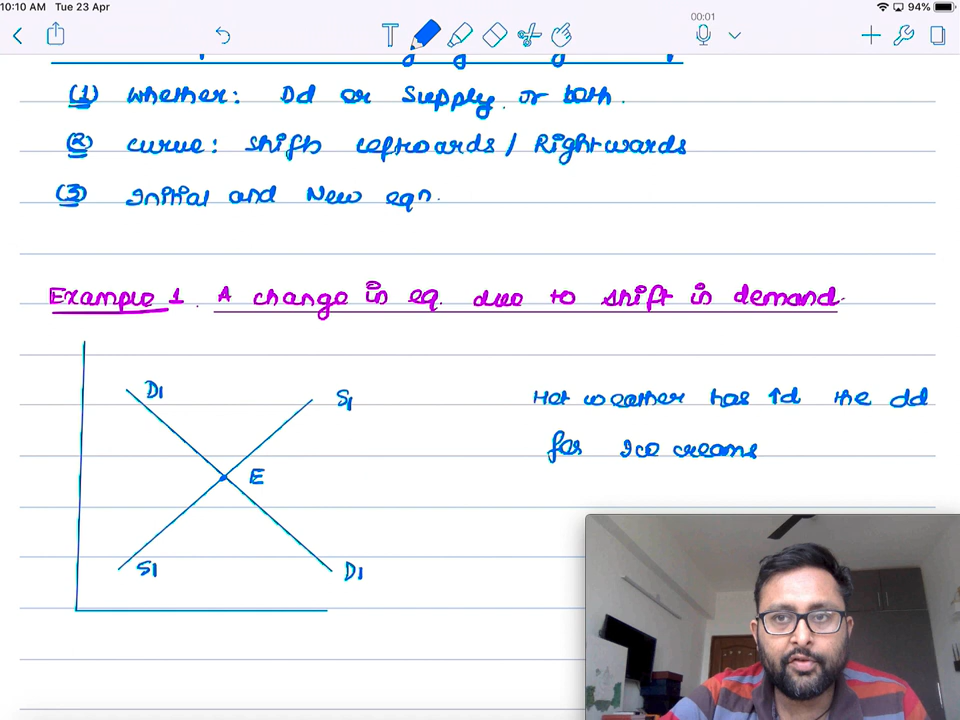 10:10 AM Tue 23 Apr
94%
00:01
T
(1) Whether: Dd or Supply. or both.
(2) curve: Shifts Leftwards / Rightwards
(3) Initial and New eqn.
Example 1. A change in eq. due to shift in demand.
D1
S1
E
S1
D1
Hot weather has ↑d the dd
for Ice creams